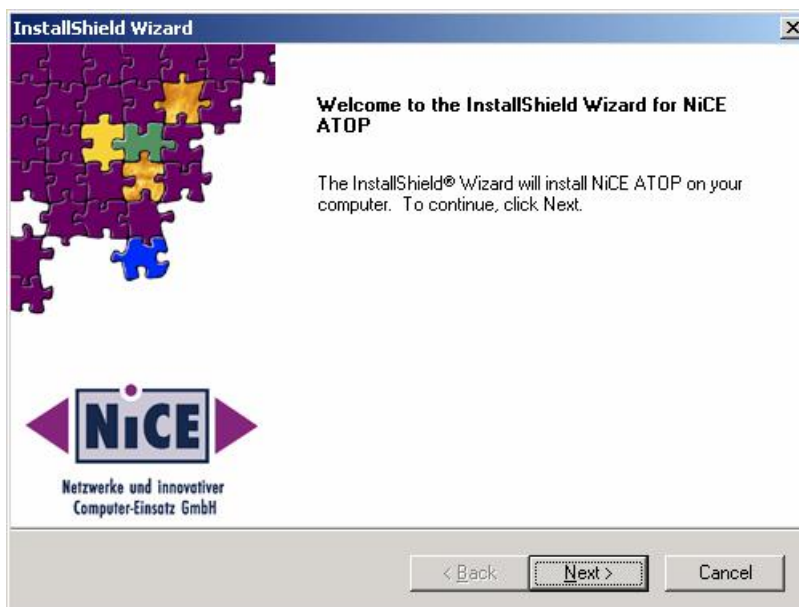 InstallShield Wizard
Welcome to the InstallShield Wizard for NiCE
ATOP
The InstallShield® Wizard will install NiCE ATOP on your
computer. To continue, click Next.
NiCE
Netzwerke und innovativer
Computer-Einsatz GmbH
< Back
Next >
Cancel